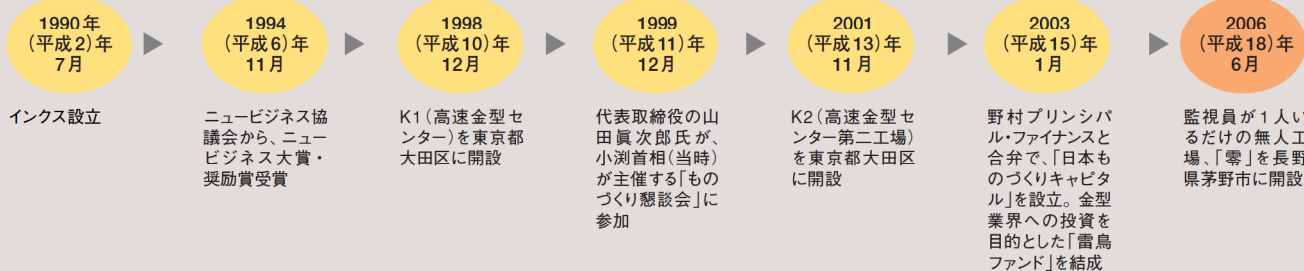 1990年
(平成2)年
7月
インクス設立
1994
(平成6)年
11月
ニュービジネス協
議会から、ニュー
ビジネス大賞・
奨励賞受賞
1998
(平成10)年
12月
K1(高速金型セ
ンター)を東京都
大田区に開設
1999
(平成11)年
12月
代表取締役の山
田眞次郎氏が、
小渕首相(当時)
が主催する「もの
づくり懇談会」に
参加
2001
(平成13)年
11月
K2(高速金型セ
ンター第二工場)
を東京都大田区
に開設
2003
(平成15)年
1月
野村プリンシパ
ル・ファイナンスと
合弁で、「日本も
のづくりキャピタ
ル」を設立。金型
業界への投資を
目的とした「雷鳥
ファンド」を結成
2006
(平成18)年
6月
監視員が1人い
るだけの無人工
場、「零」を長野
県茅野市に開設